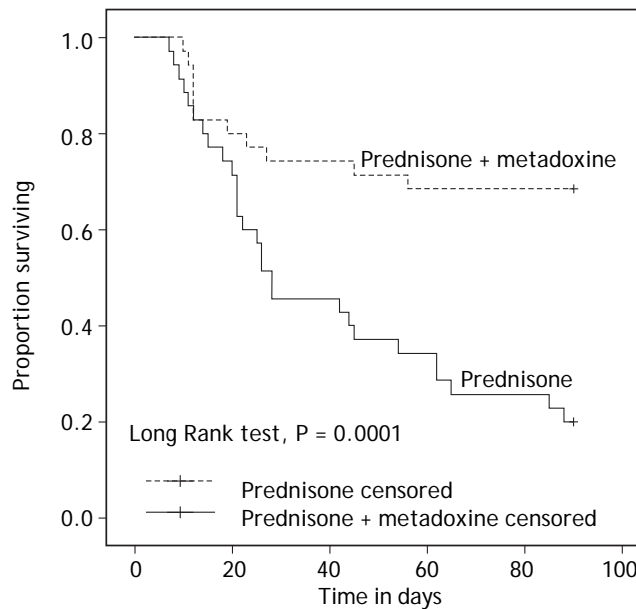 1.0
0.8
0.6
0.4
0.2
0.0
Proportion surviving
Prednisone + metadoxine
Prednisone
Long Rank test, P = 0.0001
Prednisone censored
Prednisone + metadoxine censored
0 20 40 60 80 100
Time in days